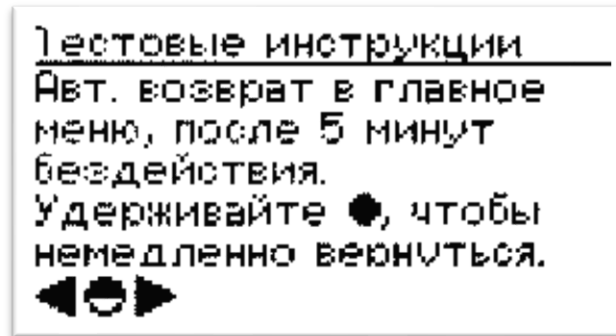 Тестовые инструкции
Авт. возврат в главное
меню, после 5 минут
бездействия.
Удерживайте ●, чтобы
немедленно вернуться.